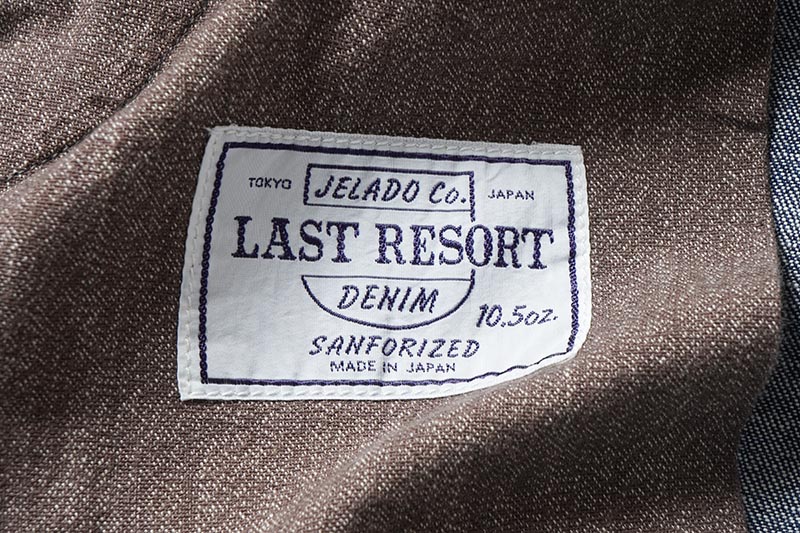 TOKYO JELADO Co. JAPAN
LAST RESORT
DENIM
10.5oz.
SANFORIZED
MADE IN JAPAN